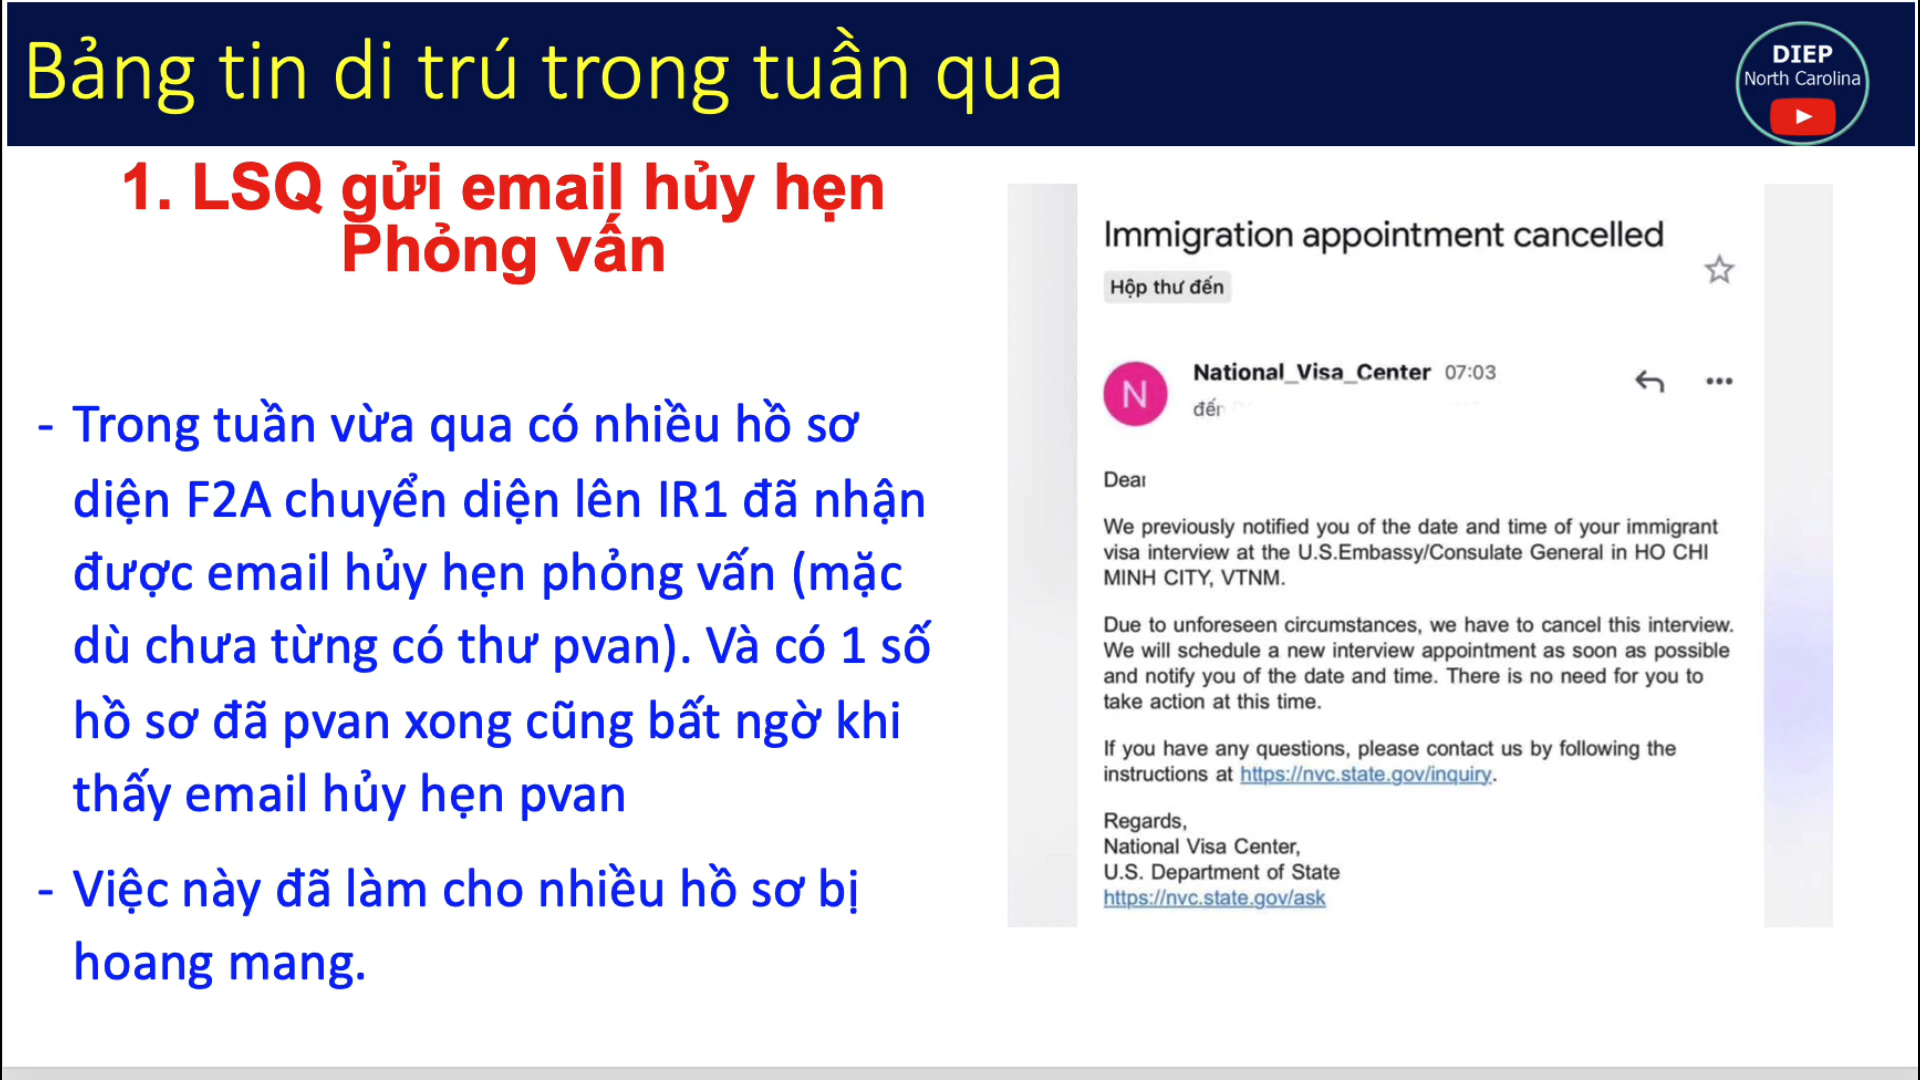 Bảng tin di trú trong tuần qua
DIEP
North Carolina
1. LSQ gửi email hủy hẹn
Phỏng vấn
- Trong tuần vừa qua có nhiều hồ sơ
diện F2A chuyển diện lên IR1 đã nhận
được email hủy hẹn phỏng vấn (mặc
dù chưa từng có thư pvan). Và có 1 số
hồ sơ đã pvan xong cũng bất ngờ khi
thấy email hủy hẹn pvan
- Việc này đã làm cho nhiều hồ sơ bị
hoang mang.
Immigration appointment cancelled
Hộp thư đến
N
National_Visa_Center 07:03
đến
Dear
We previously notified you of the date and time of your immigrant
visa interview at the U.S.Embassy/Consulate General in HO CHI
MINH CITY, VTNM.
Due to unforeseen circumstances, we have to cancel this interview.
We will schedule a new interview appointment as soon as possible
and notify you of the date and time. There is no need for you to
take action at this time.
If you have any questions, please contact us by following the
instructions at https://nvc.state.gov/inquiry.
Regards,
National Visa Center,
U.S. Department of State
https://nvc.state.gov/ask